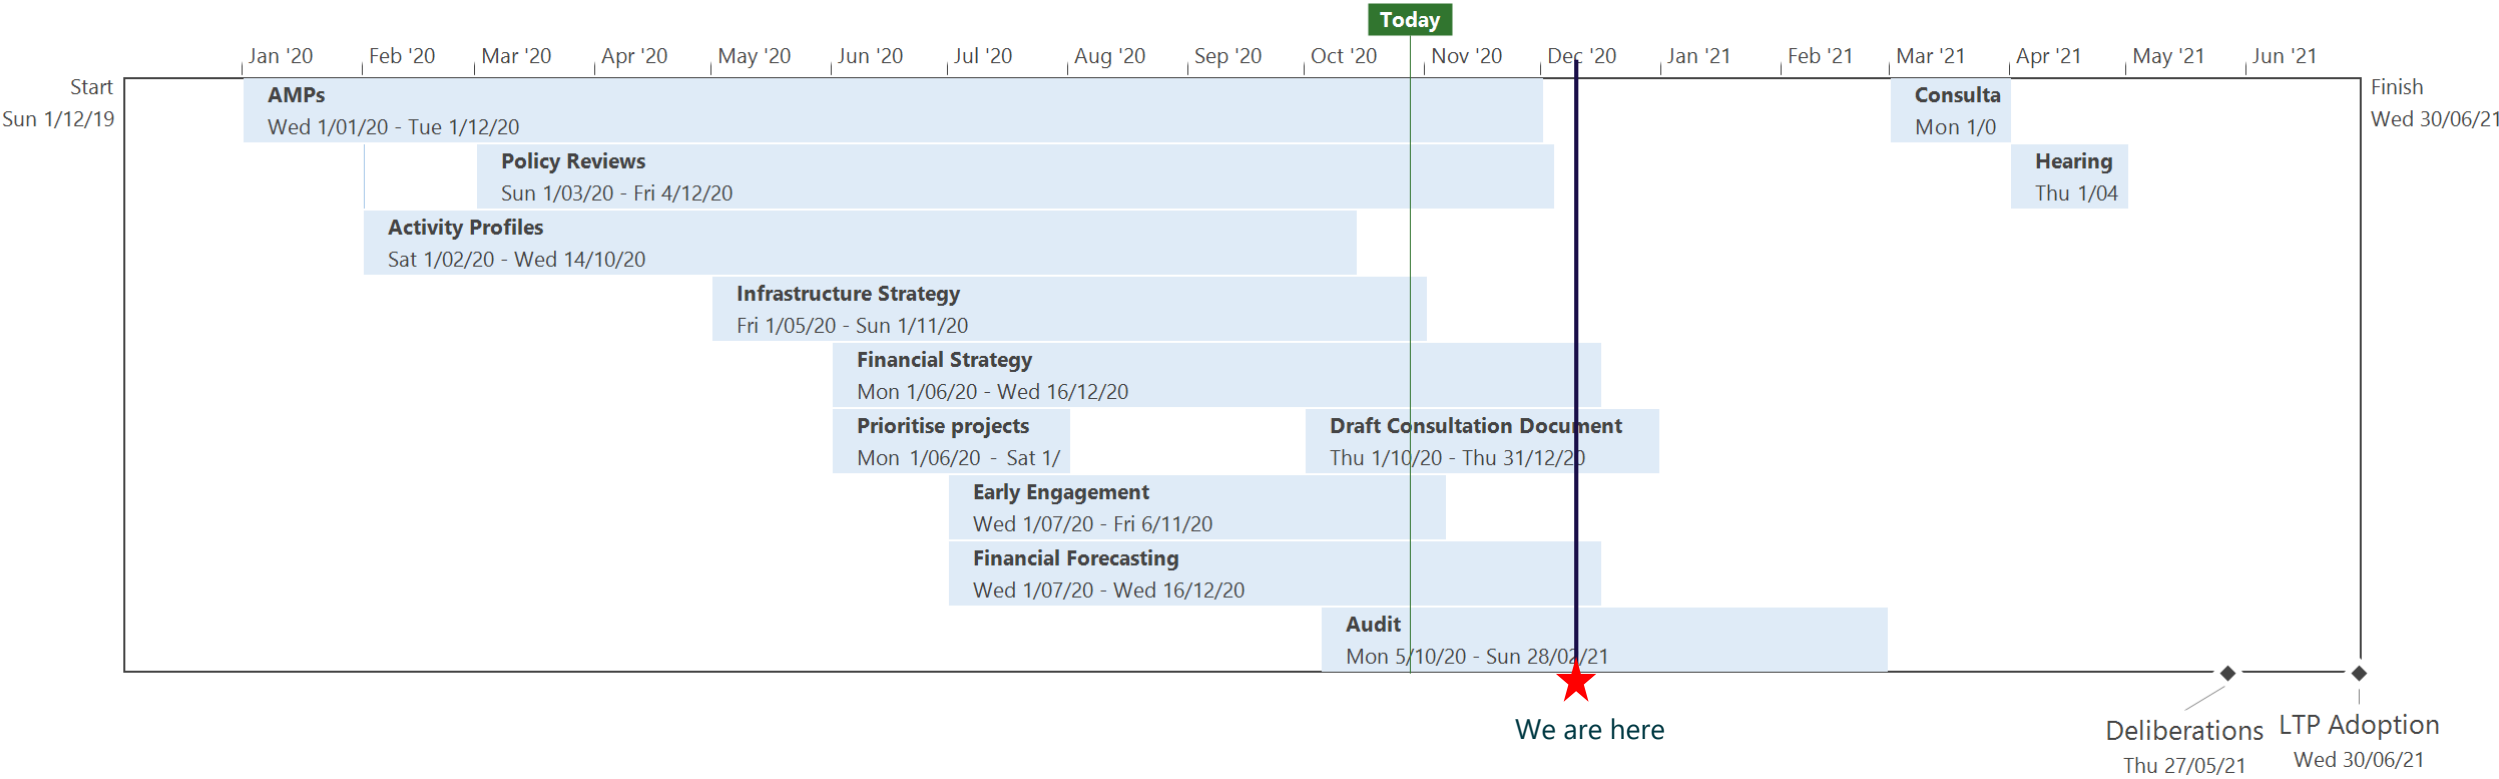 Today
Jan '20 Feb '20 Mar '20 Apr '20 May '20 Jun '20 Jul '20 Aug '20 Sep '20 Oct '20 Nov '20 Dec '20 Jan '21 Feb '21 Mar '21 Apr '21 May '21 Jun '21
Start
Sun 1/12/19
Finish
Wed 30/06/21
AMPs
Wed 1/01/20 - Tue 1/12/20
Consulta
Mon 1/0
Policy Reviews
Sun 1/03/20 - Fri 4/12/20
Hearing
Thu 1/04
Activity Profiles
Sat 1/02/20 - Wed 14/10/20
Infrastructure Strategy
Fri 1/05/20 - Sun 1/11/20
Financial Strategy
Mon 1/06/20 - Wed 16/12/20
Prioritise projects
Mon 1/06/20 - Sat 1/
Draft Consultation Document
Thu 1/10/20 - Thu 31/12/20
Early Engagement
Wed 1/07/20 - Fri 6/11/20
Financial Forecasting
Wed 1/07/20 - Wed 16/12/20
Audit
Mon 5/10/20 - Sun 28/02/21
We are here
Deliberations
Thu 27/05/21
LTP Adoption
Wed 30/06/21